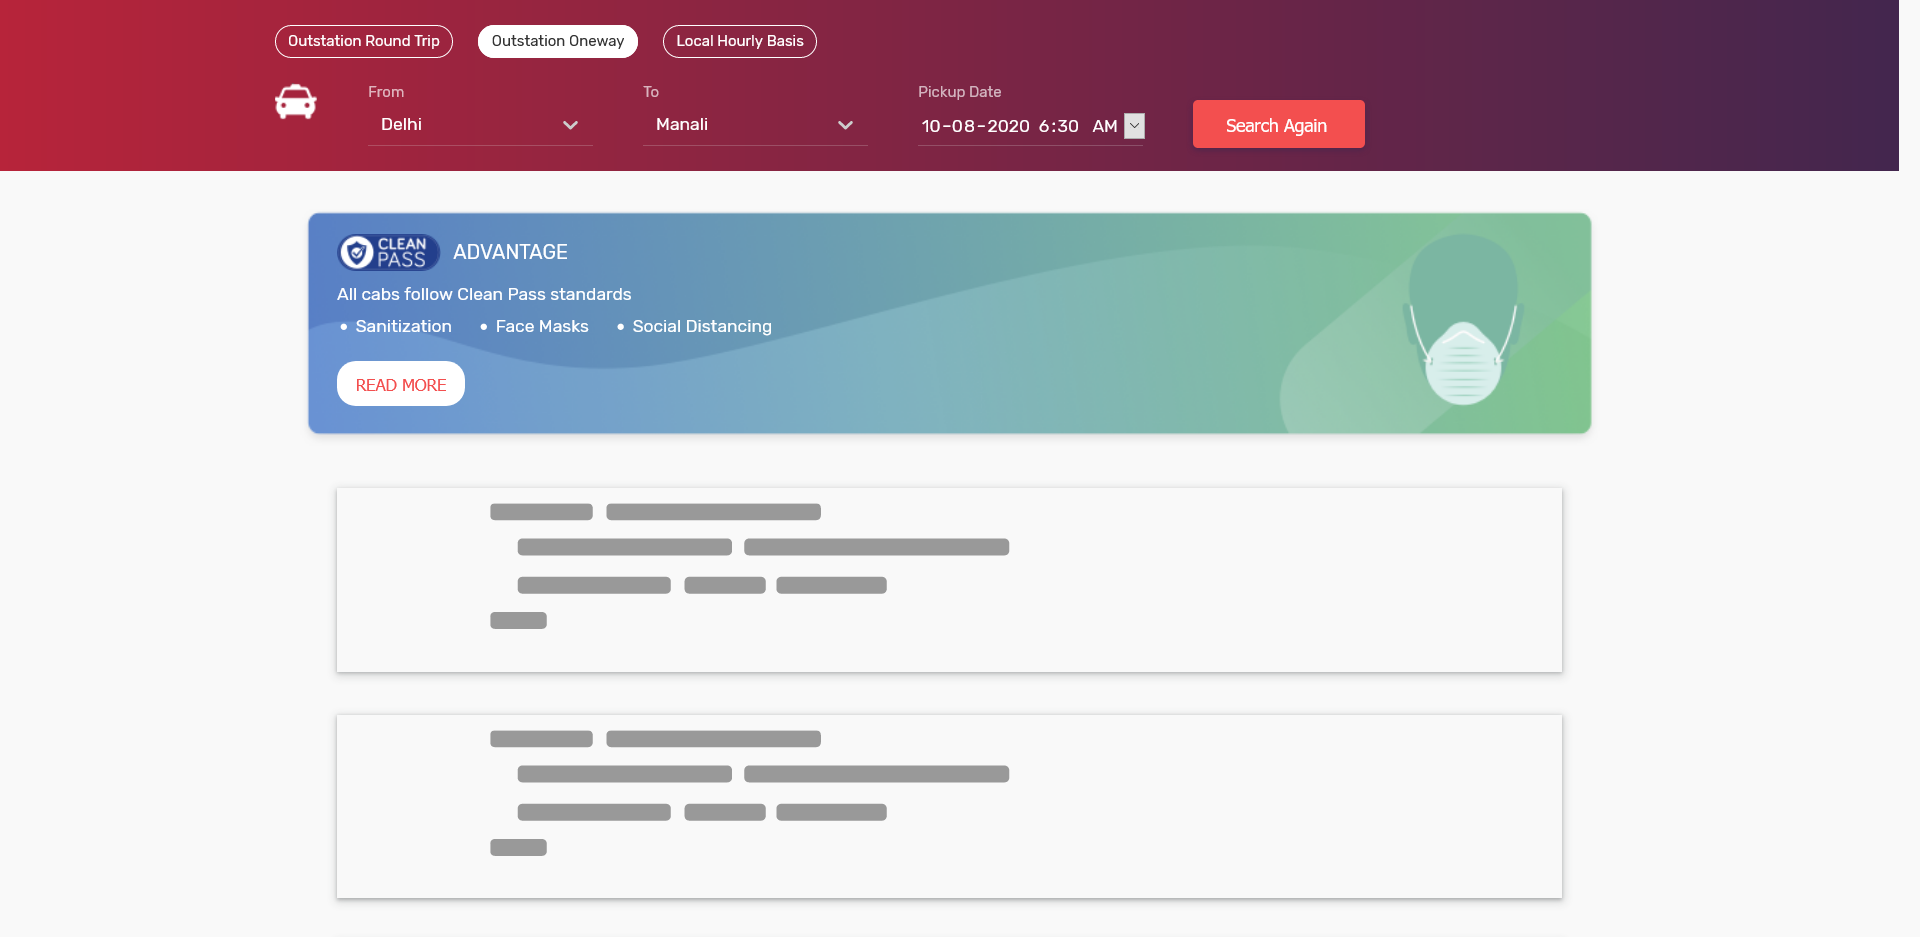 Outstation Round Trip
Outstation Oneway
Local Hourly Basis
From
Delhi
To
Manali
Pickup Date
10-08-2020 6:30 AM
Search Again
CLEAN
PASS
ADVANTAGE
All cabs follow Clean Pass standards
• Sanitization • Face Masks • Social Distancing
READ MORE